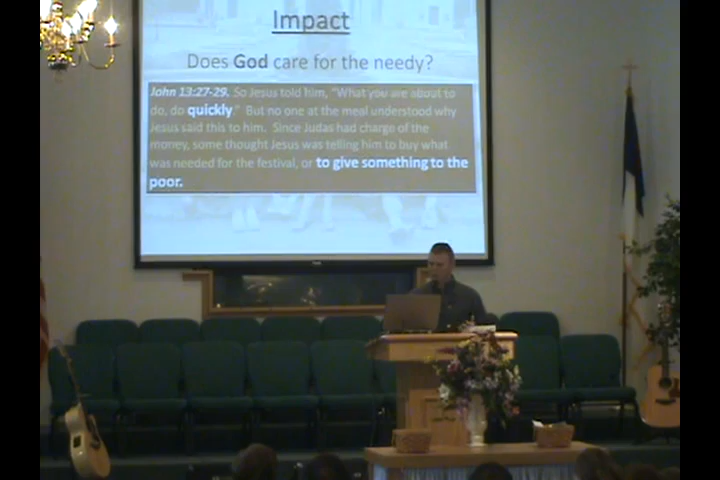 Impact
Does God care for the needy?
John 13:27-29. So Jesus told him, "What you are about to
do, do quickly." But no one at the meal understood why
Jesus said this to him. Since Judas had charge of the
money, some thought Jesus was telling him to buy what
was needed for the festival, or to give something to the
poor.